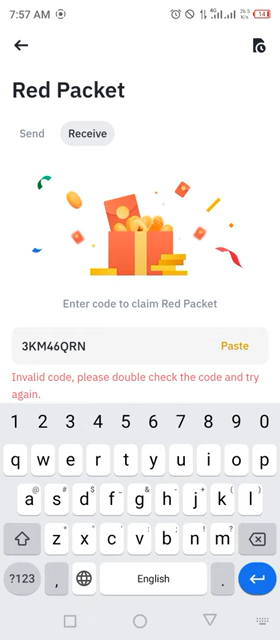 7:57 AM
4G
26.5
K/s
14
Red Packet
Send Receive
Enter code to claim Red Packet
3KM46QRN Paste
Invalid code, please double check the code and try
again.
1 2 3 4 5 6 7 8 9 0
q w e r t y u i o p
@ # $ _ & - + ( )
a s d f g h j k l
* " ' : ; ! ?
z x c v b n m
?123 , English .